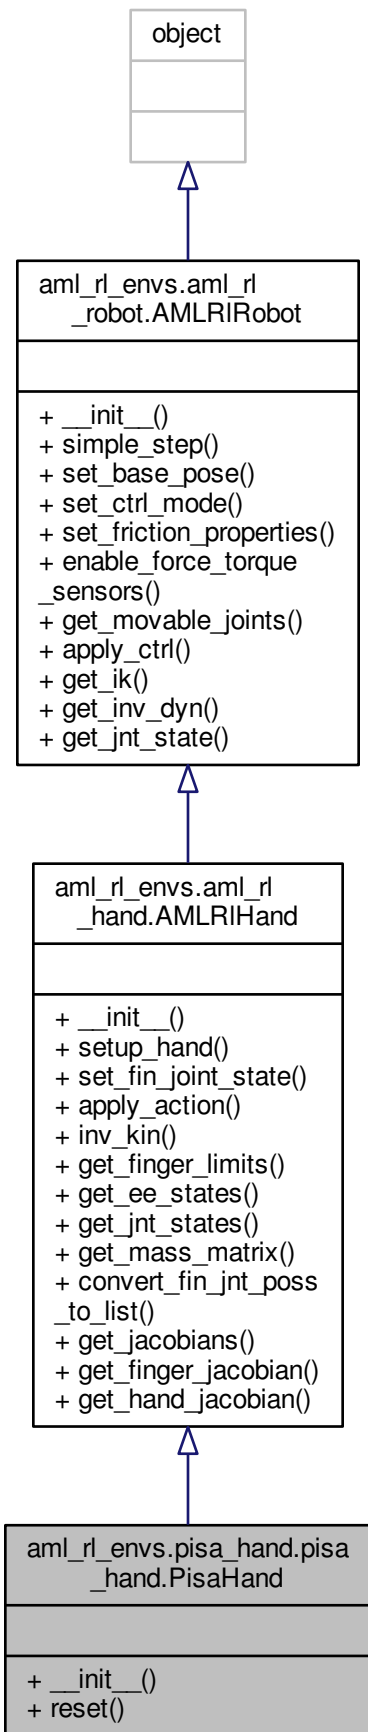 object
aml_rl_envs.aml_rl
_robot.AMLRlRobot
+ __init__()
+ simple_step()
+ set_base_pose()
+ set_ctrl_mode()
+ set_friction_properties()
+ enable_force_torque
_sensors()
+ get_movable_joints()
+ apply_ctrl()
+ get_ik()
+ get_inv_dyn()
+ get_jnt_state()
aml_rl_envs.aml_rl
_hand.AMLRlHand
+ __init__()
+ setup_hand()
+ set_fin_joint_state()
+ apply_action()
+ inv_kin()
+ get_finger_limits()
+ get_ee_states()
+ get_jnt_states()
+ get_mass_matrix()
+ convert_fin_jnt_poss
_to_list()
+ get_jacobians()
+ get_finger_jacobian()
+ get_hand_jacobian()
aml_rl_envs.pisa_hand.pisa
_hand.PisaHand
+ __init__()
+ reset()